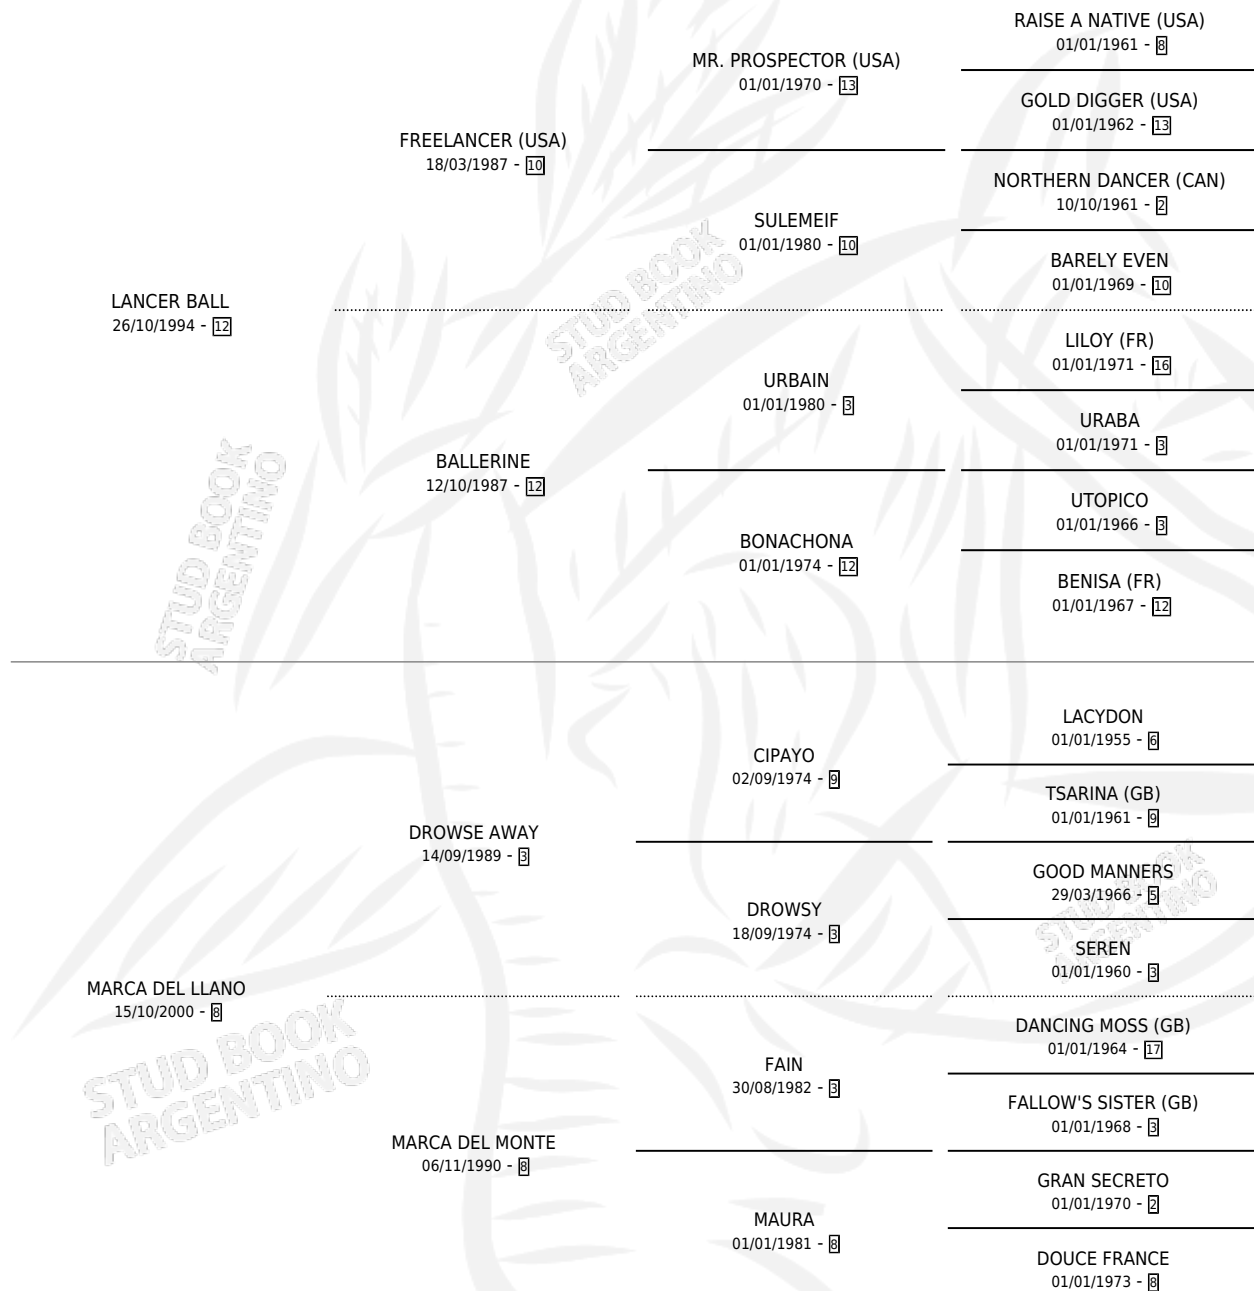 RAISE A NATIVE (USA)
01/01/1961 - 8
MR. PROSPECTOR (USA)
01/01/1970 - 13
GOLD DIGGER (USA)
01/01/1962 - 13
FREELANCER (USA)
18/03/1987 - 10
NORTHERN DANCER (CAN)
10/10/1961 - 2
SULEMEIF
01/01/1980 - 10
BARELY EVEN
01/01/1969 - 10
LANCER BALL
26/10/1994 - 12
LILOY (FR)
01/01/1971 - 16
URBAIN
01/01/1980 - 3
URABA
01/01/1971 - 3
BALLERINE
12/10/1987 - 12
UTOPICO
01/01/1966 - 3
BONACHONA
01/01/1974 - 12
BENISA (FR)
01/01/1967 - 12
LACYDON
01/01/1955 - 6
CIPAYO
02/09/1974 - 9
TSARINA (GB)
01/01/1961 - 9
DROWSE AWAY
14/09/1989 - 3
GOOD MANNERS
29/03/1966 - 5
DROWSY
18/09/1974 - 3
SEREN
01/01/1960 - 3
MARCA DEL LLANO
15/10/2000 - 8
DANCING MOSS (GB)
01/01/1964 - 17
FAIN
30/08/1982 - 3
FALLOW'S SISTER (GB)
01/01/1968 - 3
MARCA DEL MONTE
06/11/1990 - 8
GRAN SECRETO
01/01/1970 - 2
MAURA
01/01/1981 - 8
DOUCE FRANCE
01/01/1973 - 8
STUD BOOK
ARGENTINO
STUD BOOK
ARGENTINO
STUD BOOK
ARGENTINO
STUD BOOK
ARGENTINO